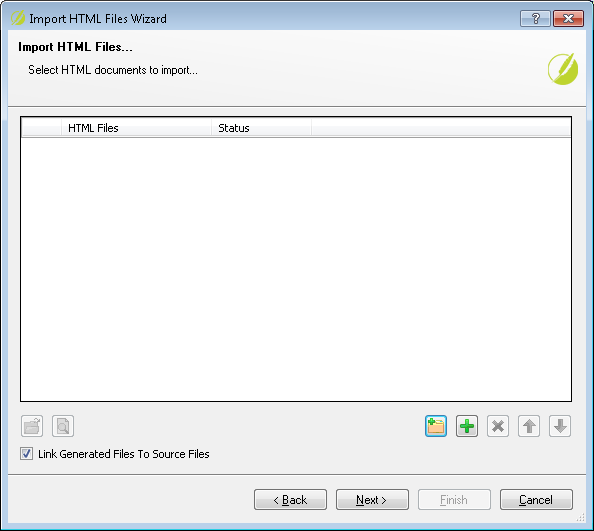 Import HTML Files Wizard
?
Import HTML Files...
Select HTML documents to import...
HTML Files Status
Link Generated Files To Source Files
< Back Next > Finish Cancel